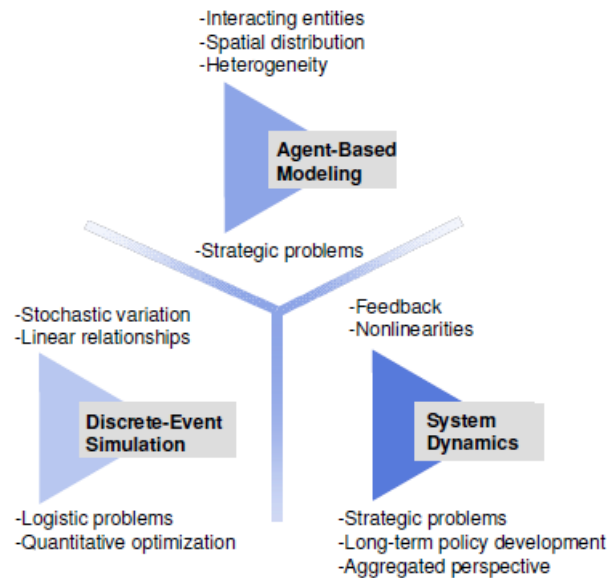 -Interacting entities
-Spatial distribution
-Heterogeneity
Agent-Based
Modeling
-Strategic problems
-Stochastic variation
-Linear relationships
Discrete-Event
Simulation
-Logistic problems
-Quantitative optimization
-Feedback
-Nonlinearities
System
Dynamics
-Strategic problems
-Long-term policy development
-Aggregated perspective